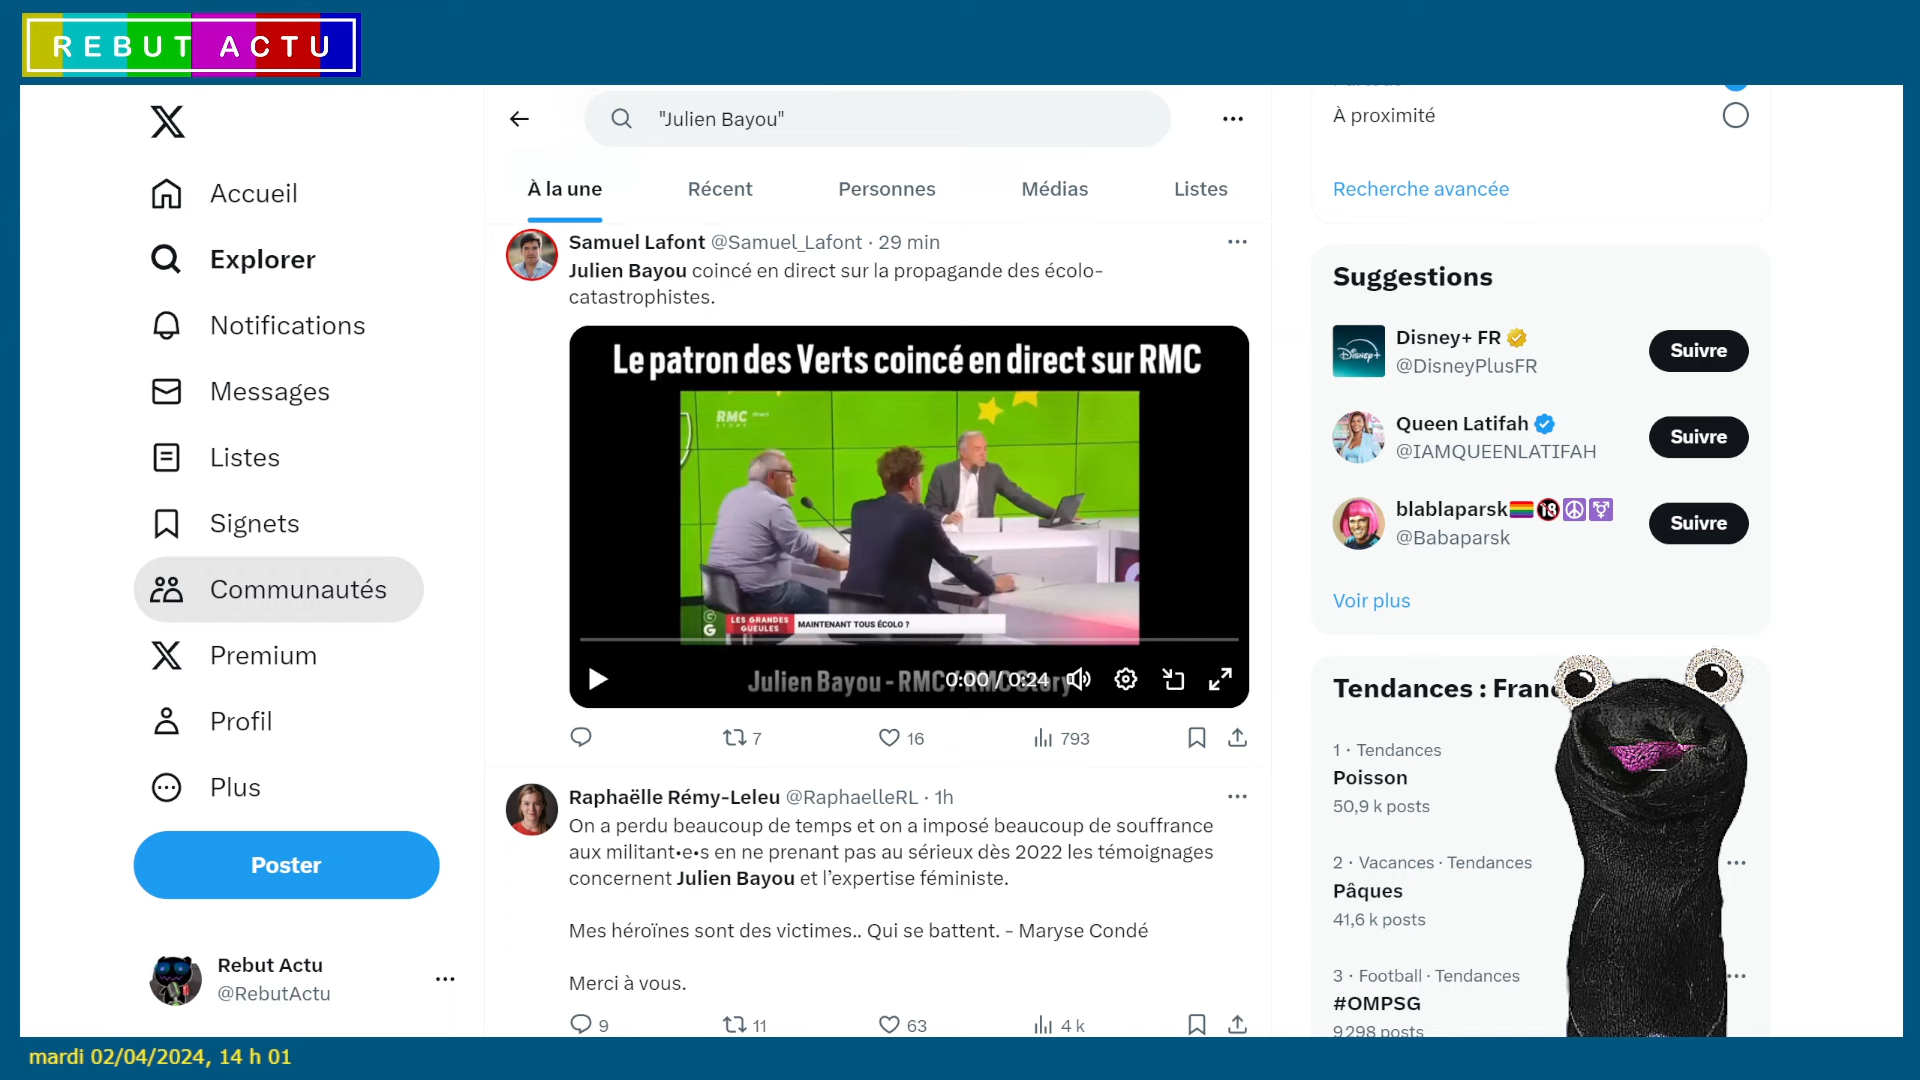 REBUT ACTU
Accueil
Explorer
Notifications
Messages
Listes
Signets
Communautés
Premium
Profil
Plus
Poster
Rebut Actu
@RebutActu
"Julien Bayou"
À la une Récent Personnes Médias Listes
Samuel Lafont @Samuel_Lafont · 29 min
Julien Bayou coincé en direct sur la propagande des écolo-
catastrophistes.
Le patron des Verts coincé en direct sur RMC
RMC direct
STORY
LES GRANDES
GUEULES
MAINTENANT TOUS ÉCOLO ?
Julien Bayou - RMC / RMC Story
0:00 / 0:24
7 16 793
Raphaëlle Rémy-Leleu @RaphaelleRL · 1h
On a perdu beaucoup de temps et on a imposé beaucoup de souffrance
aux militant•e•s en ne prenant pas au sérieux dès 2022 les témoignages
concernent Julien Bayou et l’expertise féministe.
Mes héroïnes sont des victimes.. Qui se battent. - Maryse Condé
Merci à vous.
9 11 63 4 k
À proximité
Recherche avancée
Suggestions
Disney+
Disney+ FR
@DisneyPlusFR
Suivre
Queen Latifah
@IAMQUEENLATIFAH
Suivre
blablaparsk🏳️‍🌈🔞☮️⚧️
@Babaparsk
Suivre
Voir plus
Tendances : Fran
1 · Tendances
Poisson
50,9 k posts
2 · Vacances · Tendances
Pâques
41,6 k posts
3 · Football · Tendances
#OMPSG
9 298 posts
mardi 02/04/2024, 14 h 01